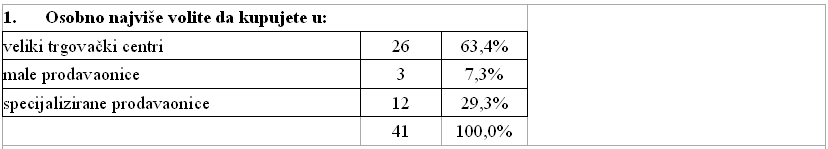 1. Osobno najviše volite da kupujete u:
veliki trgovački centri 26 63,4%
male prodavaonice 3 7,3%
specijalizirane prodavaonice 12 29,3%
41 100,0%